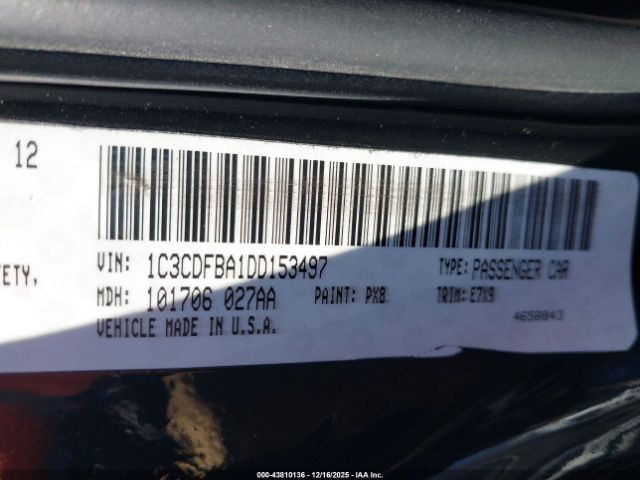 12
VIN: 1C3CDFBA1DD153497
TYPE: PASSENGER CAR
ETY,
MDH: 101706 027AA
PAINT: PX8
TRIM: E7X9
VEHICLE MADE IN U.S.A.
4658843
00-43810136 - 12/16/2025 - IAA Inc.